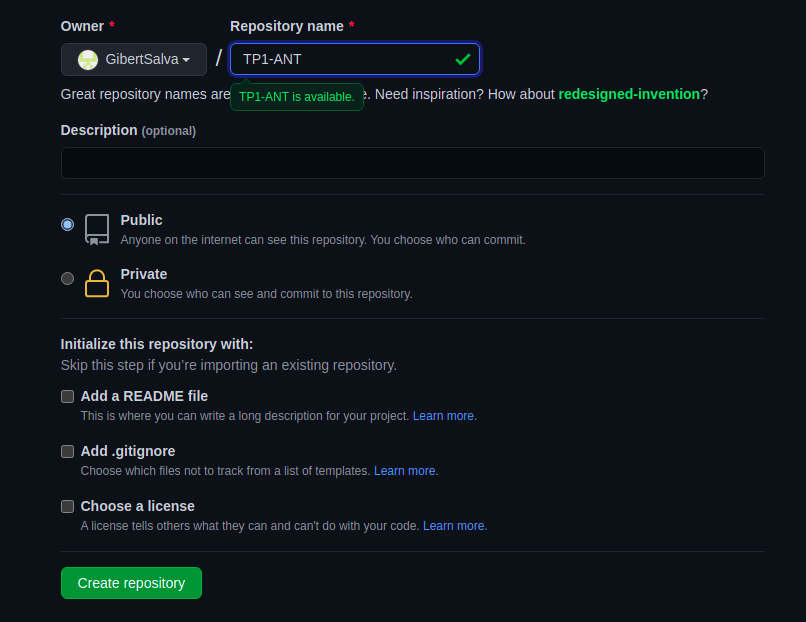 Owner * Repository name *
GibertSalva / TP1-ANT
Great repository names are e. Need inspiration? How about redesigned-invention?
TP1-ANT is available.
Description (optional)
Public
Anyone on the internet can see this repository. You choose who can commit.
Private
You choose who can see and commit to this repository.
Initialize this repository with:
Skip this step if you're importing an existing repository.
Add a README file
This is where you can write a long description for your project. Learn more.
Add .gitignore
Choose which files not to track from a list of templates. Learn more.
Choose a license
A license tells others what they can and can't do with your code. Learn more.
Create repository